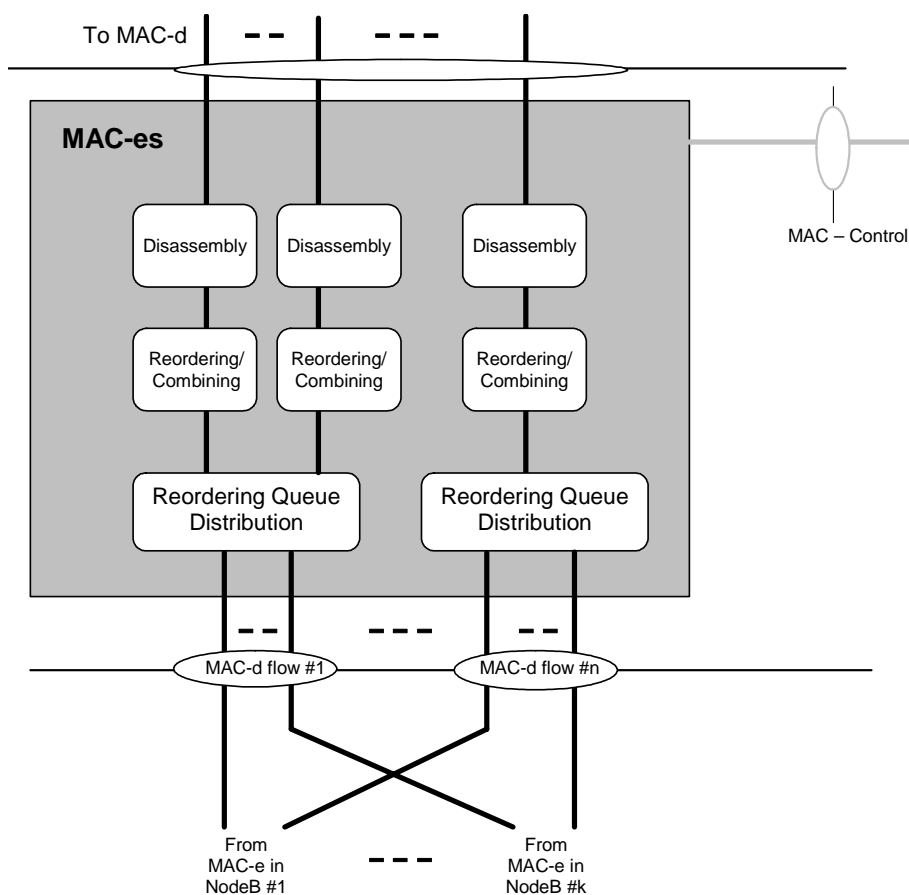 To MAC-d
MAC-es
MAC – Control
Disassembly
Disassembly
Disassembly
Reordering/
Combining
Reordering/
Combining
Reordering/
Combining
Reordering Queue
Distribution
Reordering Queue
Distribution
MAC-d flow #1
MAC-d flow #n
From
MAC-e in
NodeB #1
From
MAC-e in
NodeB #k